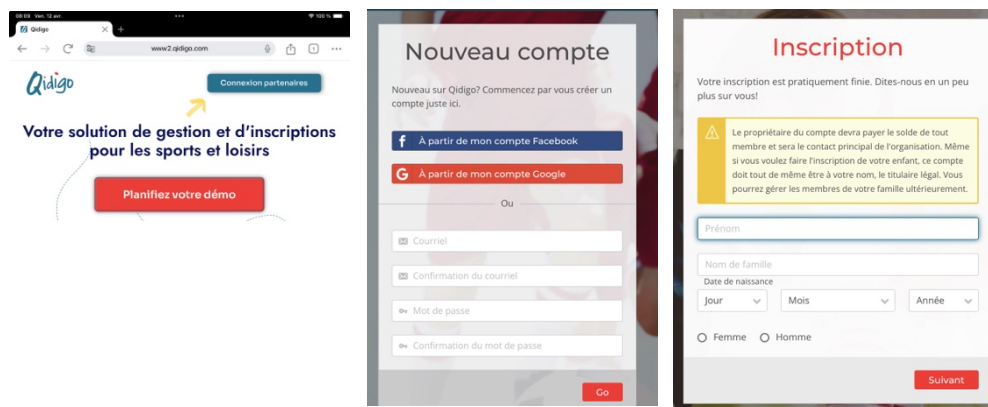 08:09 Ven. 12 avr.
100 %
Qidigo
www2.qidigo.com
Qidigo
Connexion partenaires
Votre solution de gestion et d'inscriptions
pour les sports et loisirs
Planifiez votre démo
Nouveau compte
Nouveau sur Qidigo? Commencez par vous créer un
compte juste ici.
À partir de mon compte Facebook
À partir de mon compte Google
Ou
Courriel
Confirmation du courriel
Mot de passe
Confirmation du mot de passe
Go
Inscription
Votre inscription est pratiquement finie. Dites-nous en un peu
plus sur vous!
Le propriétaire du compte devra payer le solde de tout
membre et sera le contact principal de l'organisation. Même
si vous voulez faire l'inscription de votre enfant, ce compte
doit tout de même être à votre nom, le titulaire légal. Vous
pourrez gérer les membres de votre famille ultérieurement.
Prénom
Nom de famille
Date de naissance
Jour Mois Année
Femme Homme
Suivant